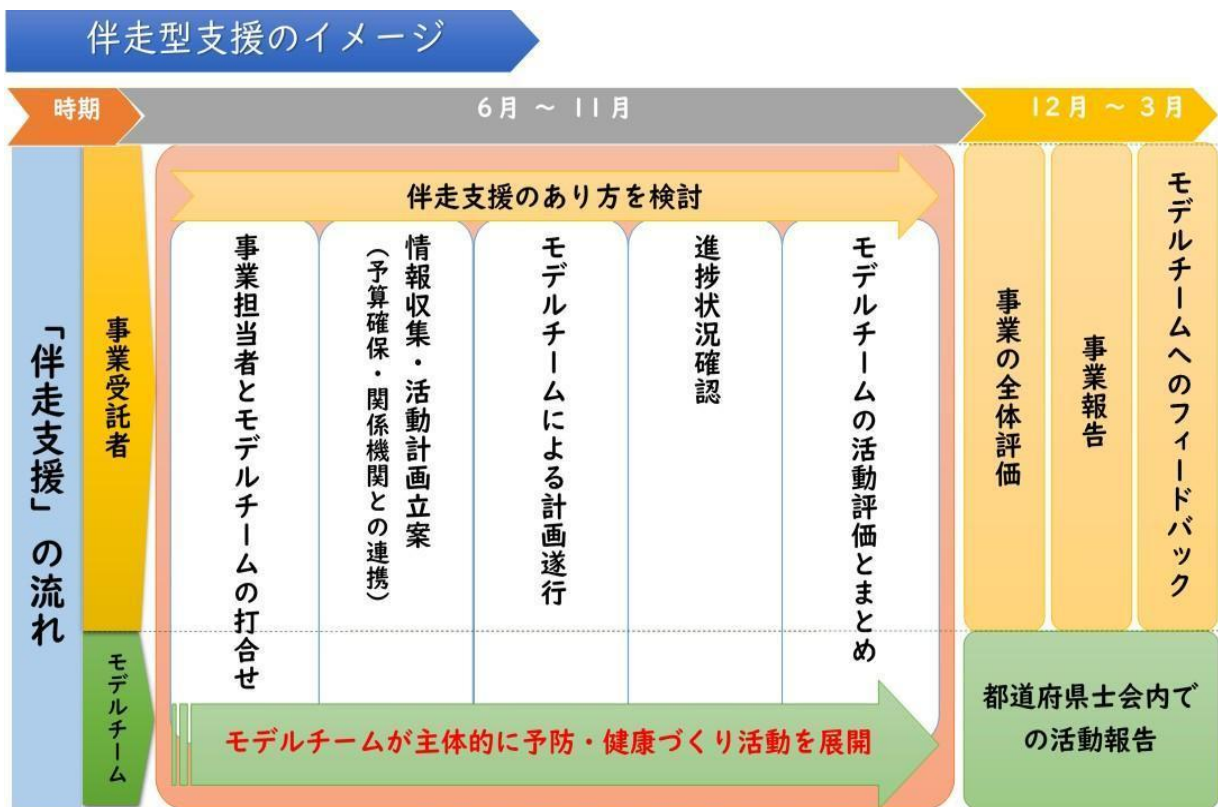 伴走型支援のイメージ
時期
6月 ～ 11月
12月 ～ 3月
「伴走支援」の流れ
事業受託者
伴走支援のあり方を検討
事業担当者とモデルチームの打合せ
情報収集・活動計画立案
（予算確保・関係機関との連携）
モデルチームによる計画遂行
進捗状況確認
モデルチームの活動評価とまとめ
事業の全体評価
事業報告
モデルチームへのフィードバック
モデルチーム
モデルチームが主体的に予防・健康づくり活動を展開
都道府県士会内で
の活動報告